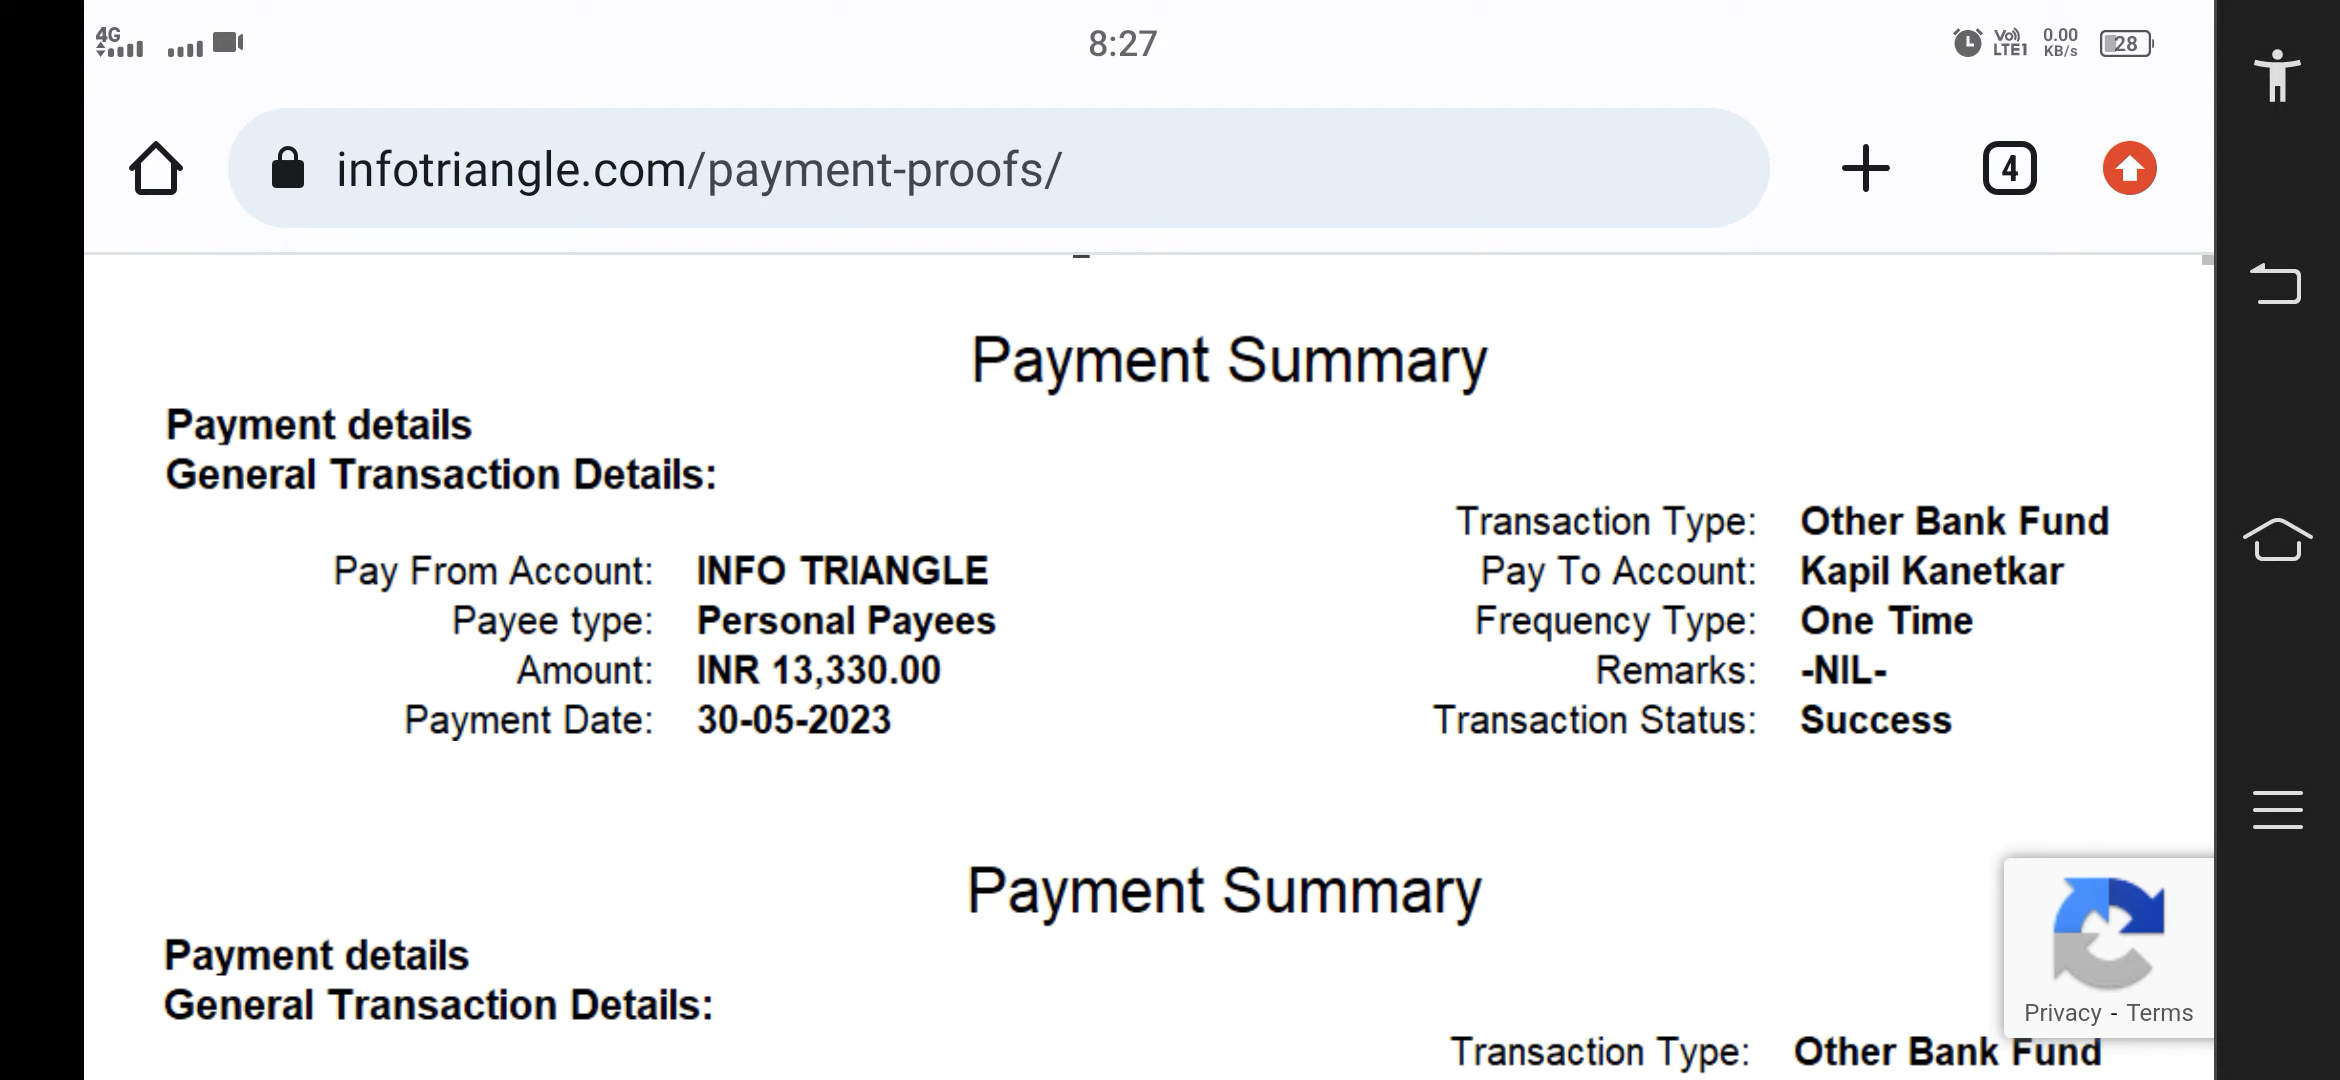 4G
8:27
Vo) LTE1
0.00 KB/s
28
infotriangle.com/payment-proofs/
4
Payment Summary
Payment details
General Transaction Details:
Transaction Type: Other Bank Fund
Pay From Account: INFO TRIANGLE
Pay To Account: Kapil Kanetkar
Payee type: Personal Payees
Frequency Type: One Time
Amount: INR 13,330.00
Remarks: -NIL-
Payment Date: 30-05-2023
Transaction Status: Success
Payment Summary
Payment details
General Transaction Details:
Privacy - Terms
Transaction Type: Other Bank Fund